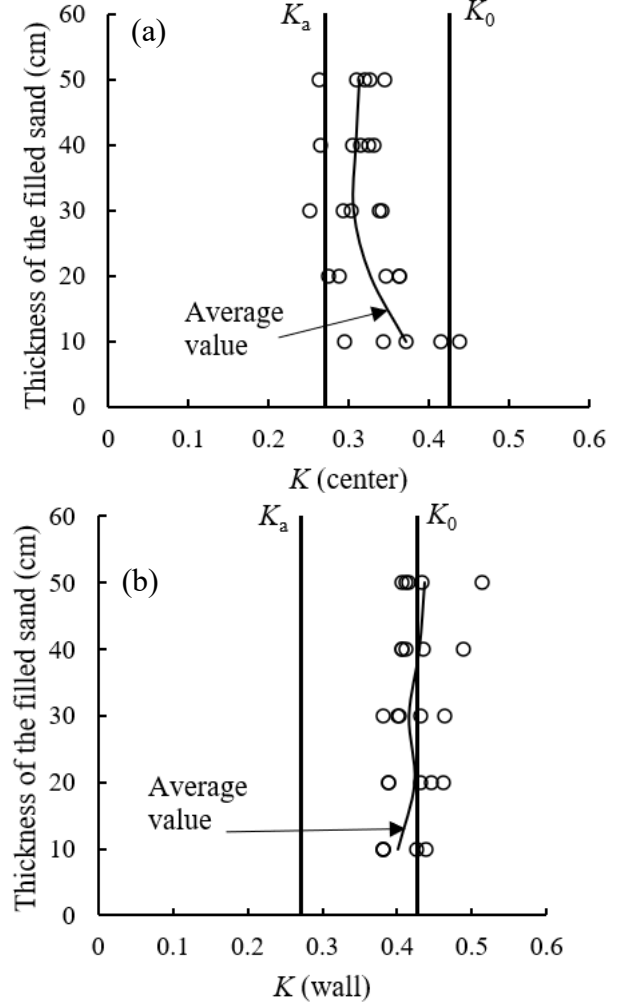 (a)
Kₐ
K₀
60
50
40
30
20
10
0
Thickness of the filled sand (cm)
Average
value
0 0.1 0.2 0.3 0.4 0.5 0.6
K (center)
(b)
Kₐ
K₀
60
50
40
30
20
10
0
Thickness of the filled sand (cm)
Average
value
0 0.1 0.2 0.3 0.4 0.5 0.6
K (wall)